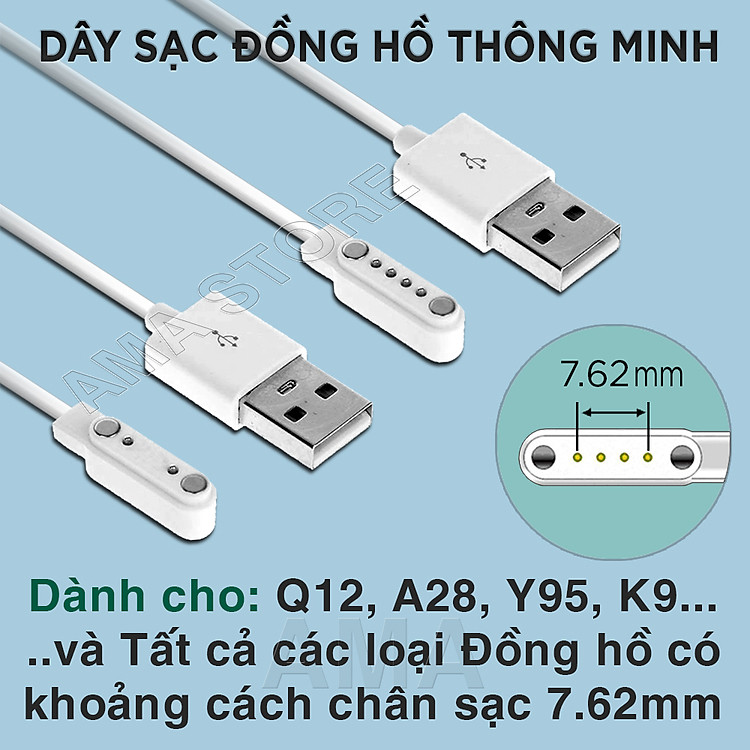 DÂY SẠC ĐỒNG HỒ THÔNG MINH
AMA STORE
7.62mm
Dành cho: Q12, A28, Y95, K9...
..và Tất cả các loại Đồng hồ có
AMA
khoảng cách chân sạc 7.62mm